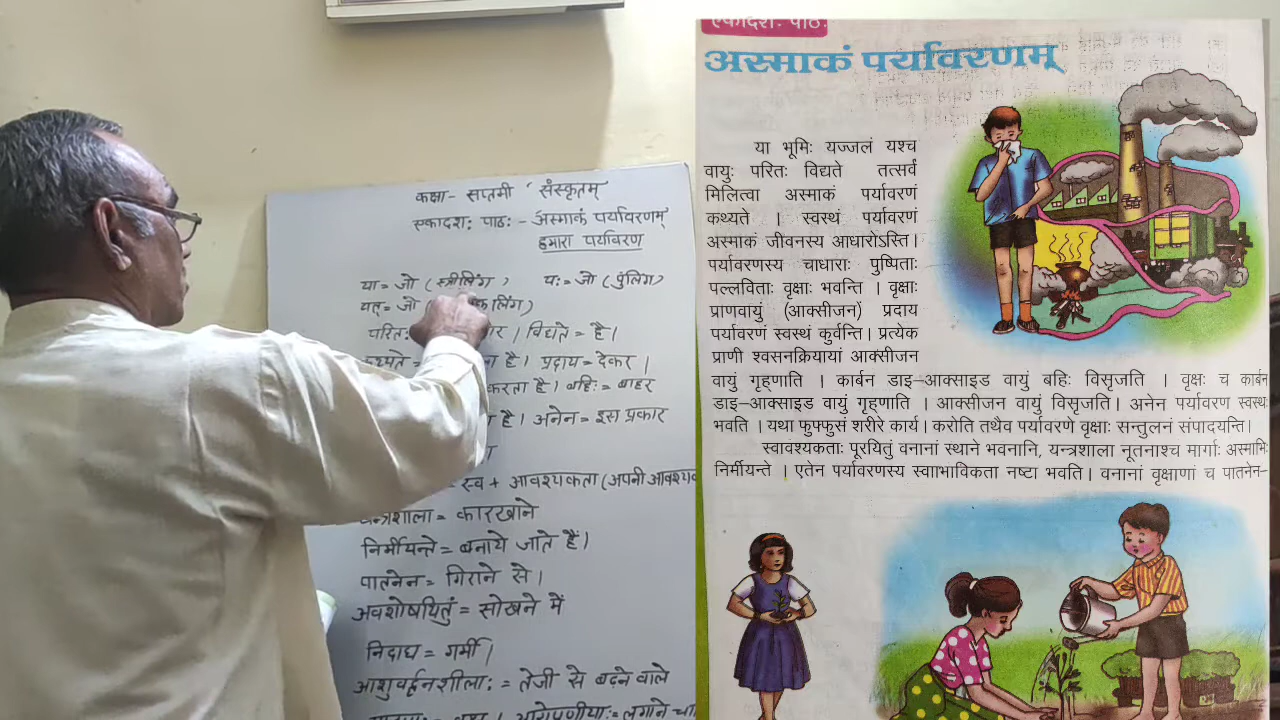 कक्षा- सप्तमी ' संस्कृतम्
एकादश: पाठ: - अस्माकं पर्यावरणम्
हमारा पर्यावरण
या = जो (स्त्रीलिंग) यः = जो (पुंलिंग)
यत् = जो लिंग)
परित: | विद्यते = है।
है। प्रदाय = देकर।
करता है। बहिः = बाहर
है। अनेन = इस प्रकार
स्व + आवश्यकता (अपनी
यन्त्रशाला = कारखाने
निर्मीयन्ते = बनाये जाते हैं।
पातनेन = गिराने से।
अवशोषयितुं = सोखने में
निदाघ = गर्मी।
आशुवर्द्धनशीला: = तेजी से बढ़ने वाले
एकादशः पाठः
अस्माकं पर्यावरणम्
या भूमिः यज्जलं यश्च
वायुः परितः विद्यते तत्सर्वं
मिलित्वा अस्माकं पर्यावरणं
कथ्यते । स्वस्थं पर्यावरणं
अस्माकं जीवनस्य आधारोऽस्ति।
पर्यावरणस्य चाधाराः पुष्पिताः
पल्लविताः वृक्षाः भवन्ति । वृक्षाः
प्राणवायुं (आक्सीजन) प्रदाय
पर्यावरणं स्वस्थं कुर्वन्ति । प्रत्येक
प्राणी श्वसनक्रियायां आक्सीजन
वायुं गृहणाति । कार्बन डाइ–आक्साइड वायुं बहिः विसृजति । वृक्षः च कार्बन
डाइ–आक्साइड वायुं गृहणाति । आक्सीजन वायुं विसृजति। अनेन पर्यावरण स्वस्थः
भवति । यथा फुफ्फुसं शरीरे कार्य। करोति तथैव पर्यावरणे वृक्षाः सन्तुलनं संपादयन्ति।
स्वावश्यकताः पूरयितुं वनानां स्थाने भवनानि, यन्त्रशाला नूतनाश्च मार्गाः अस्माभिः
निर्मीयन्ते । एतेन पर्यावरणस्य स्वााभाविकता नष्टा भवति। वनानां वृक्षाणां च पातनेन–